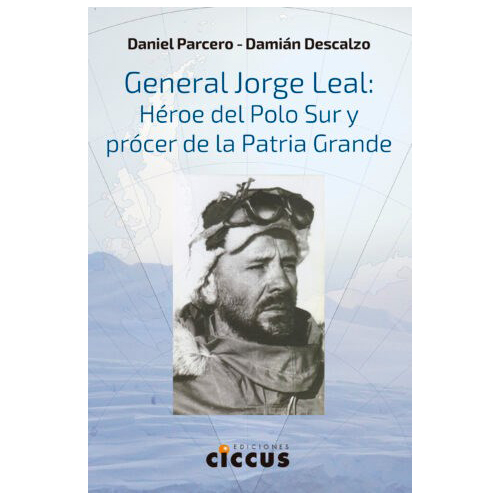 Daniel Parcero - Damián Descalzo
General Jorge Leal:
Héroe del Polo Sur y
prócer de la Patria Grande
EDICIONES
CICCUS